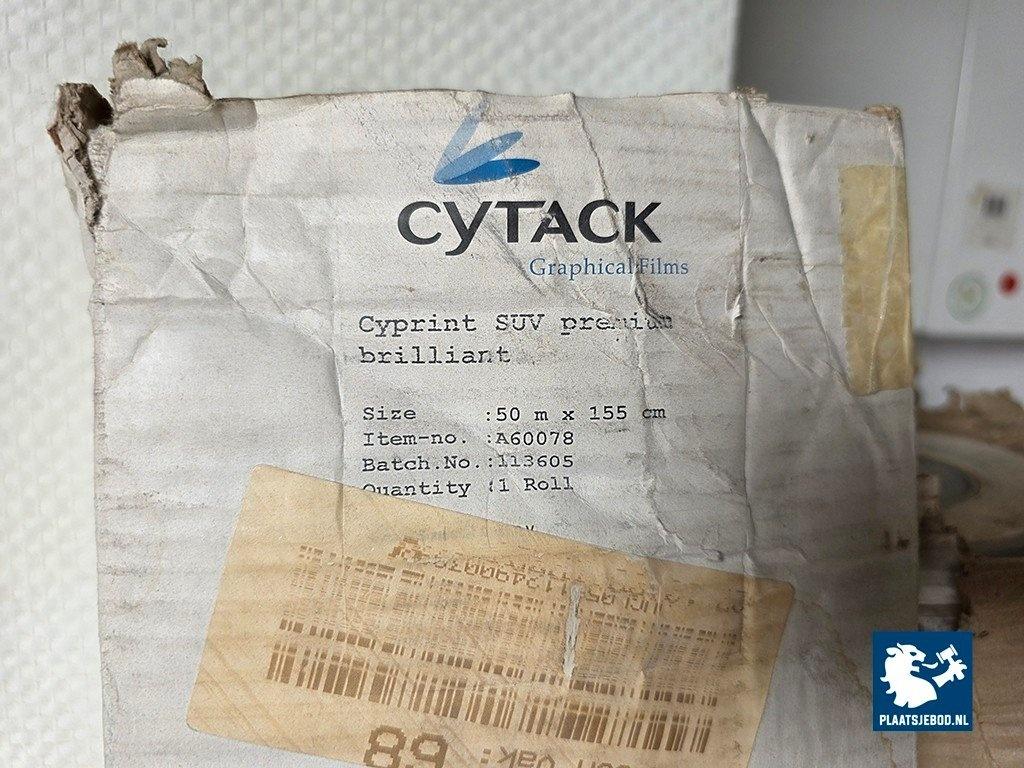 CYTACK
Graphical Films
Cyprint SUV premium
brilliant
Size :50 m x 155 cm
Item-no. :A60078
Batch.No.:113605
Quantity :1 Roll
89
PLAATSJEBOD.NL